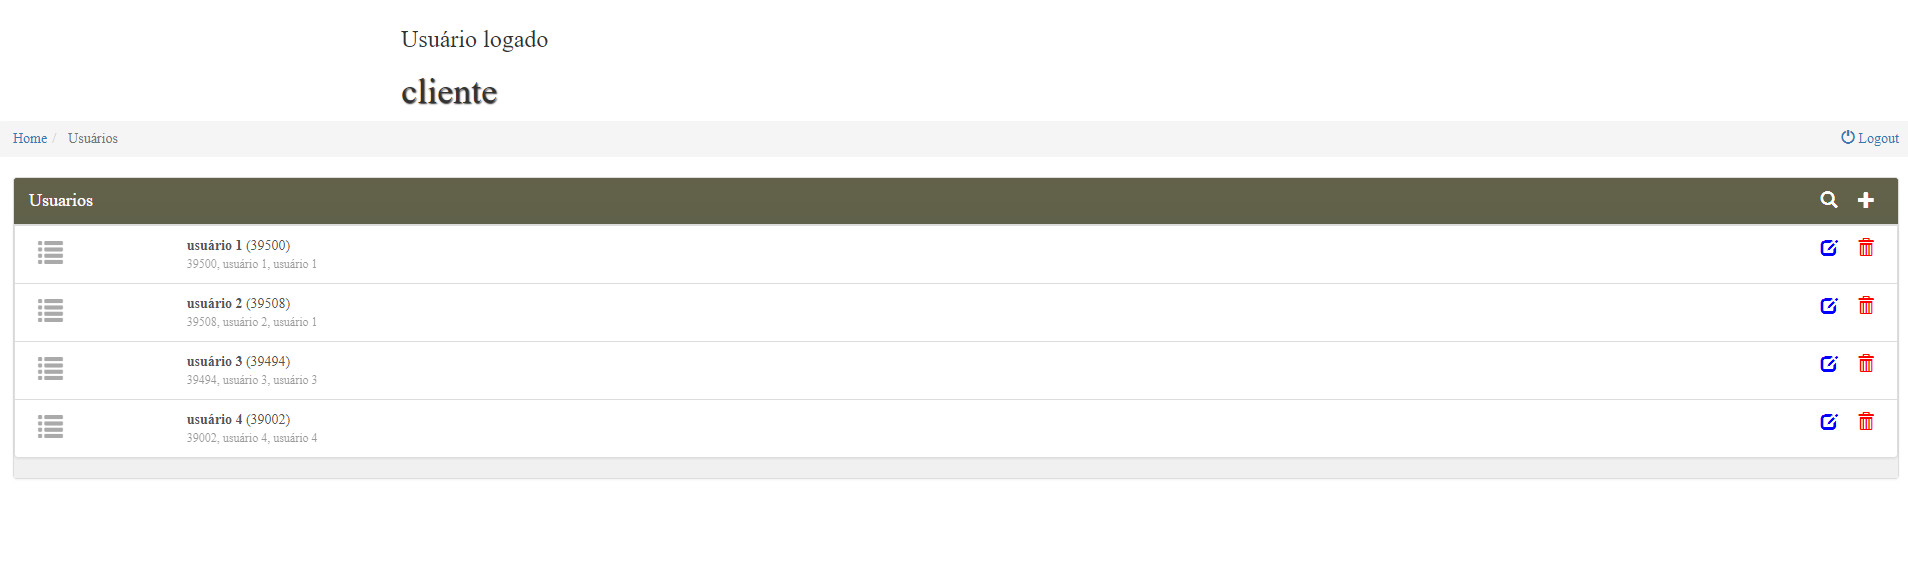 Usuário logado
cliente
Home / Usuários
Logout
Usuarios
usuário 1 (39500)
39500, usuário 1, usuário 1
usuário 2 (39508)
39508, usuário 2, usuário 1
usuário 3 (39494)
39494, usuário 3, usuário 3
usuário 4 (39002)
39002, usuário 4, usuário 4